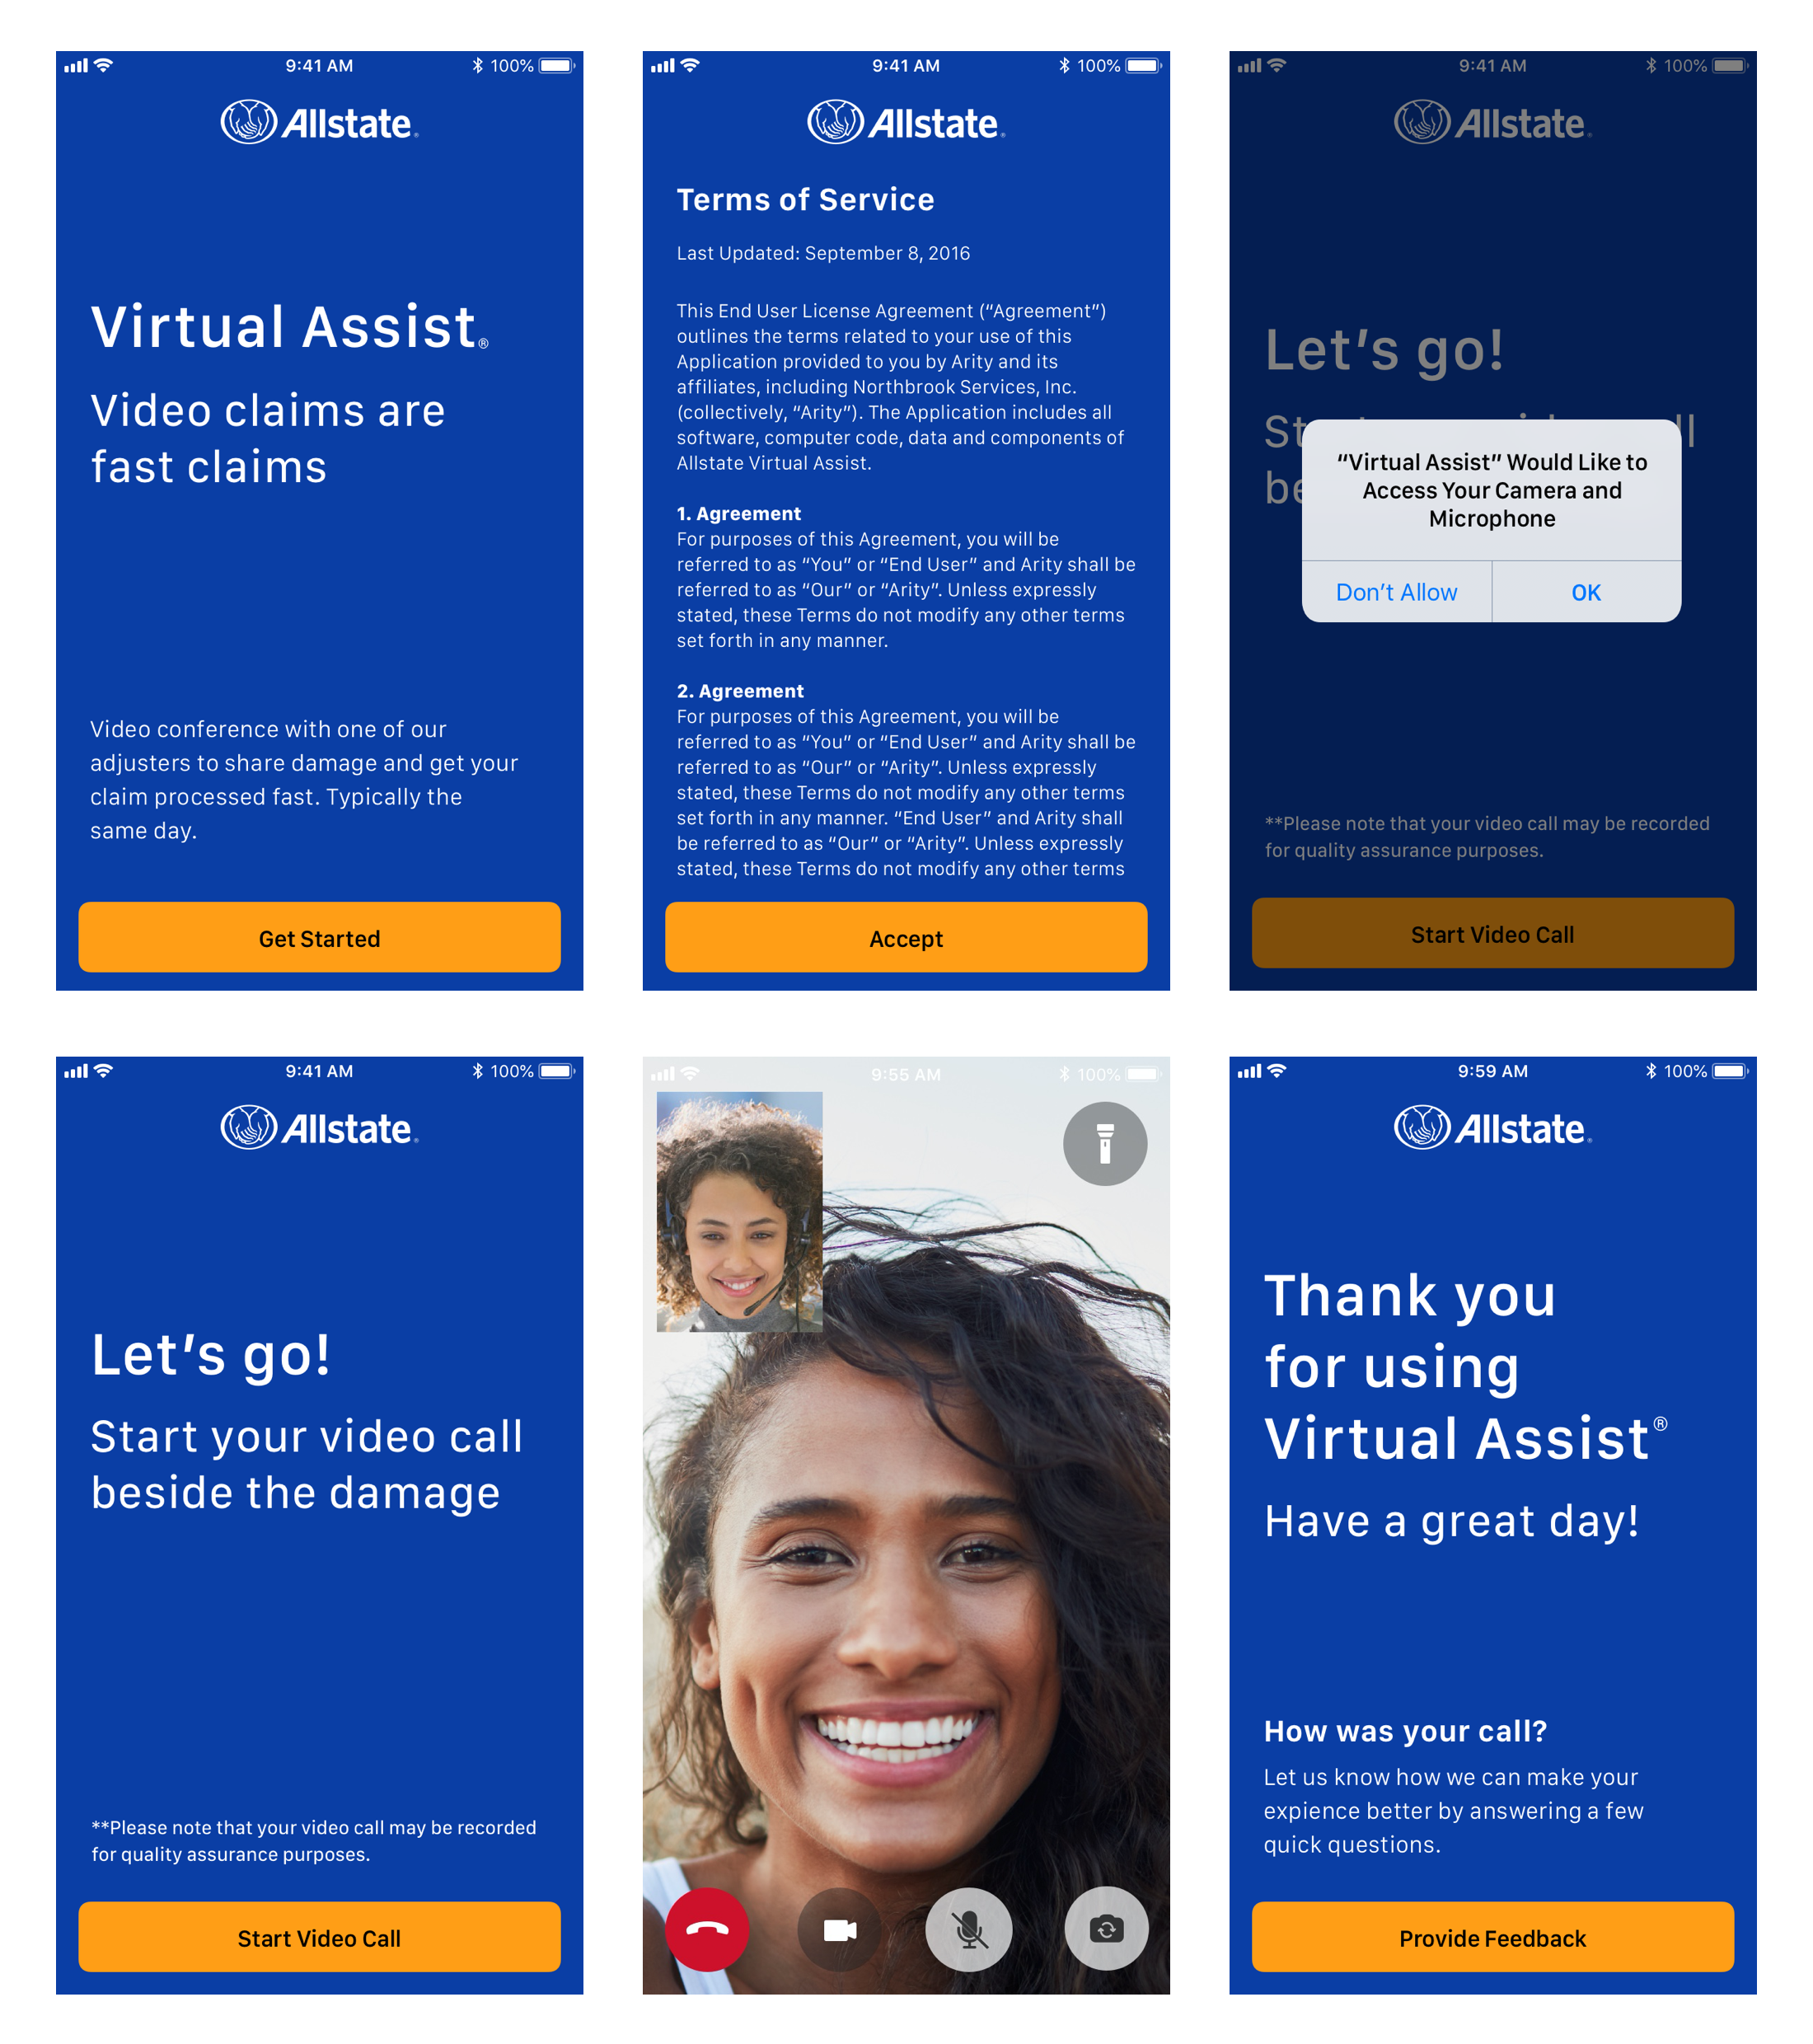 9:41 AM
100%
Allstate
Virtual Assist®
Video claims are
fast claims
Video conference with one of our
adjusters to share damage and get your
claim processed fast. Typically the
same day.
Get Started
9:41 AM
100%
Allstate
Terms of Service
Last Updated: September 8, 2016
This End User License Agreement (“Agreement”)
outlines the terms related to your use of this
Application provided to you by Arity and its
affiliates, including Northbrook Services, Inc.
(collectively, “Arity”). The Application includes all
software, computer code, data and components of
Allstate Virtual Assist.
1. Agreement
For purposes of this Agreement, you will be
referred to as “You” or “End User” and Arity shall be
referred to as “Our” or “Arity”. Unless expressly
stated, these Terms do not modify any other terms
set forth in any manner.
2. Agreement
For purposes of this Agreement, you will be
referred to as “You” or “End User” and Arity shall be
referred to as “Our” or “Arity”. Unless expressly
stated, these Terms do not modify any other terms
set forth in any manner. “End User” and Arity shall
be referred to as “Our” or “Arity”. Unless expressly
stated, these Terms do not modify any other terms
Accept
9:41 AM
100%
Allstate
Let’s go!
“Virtual Assist” Would Like to
Access Your Camera and
Microphone
Don’t Allow
OK
**Please note that your video call may be recorded
for quality assurance purposes.
Start Video Call
9:41 AM
100%
Allstate
Let’s go!
Start your video call
beside the damage
**Please note that your video call may be recorded
for quality assurance purposes.
Start Video Call
9:55 AM
100%
9:59 AM
100%
Allstate
Thank you
for using
Virtual Assist®
Have a great day!
How was your call?
Let us know how we can make your
expience better by answering a few
quick questions.
Provide Feedback